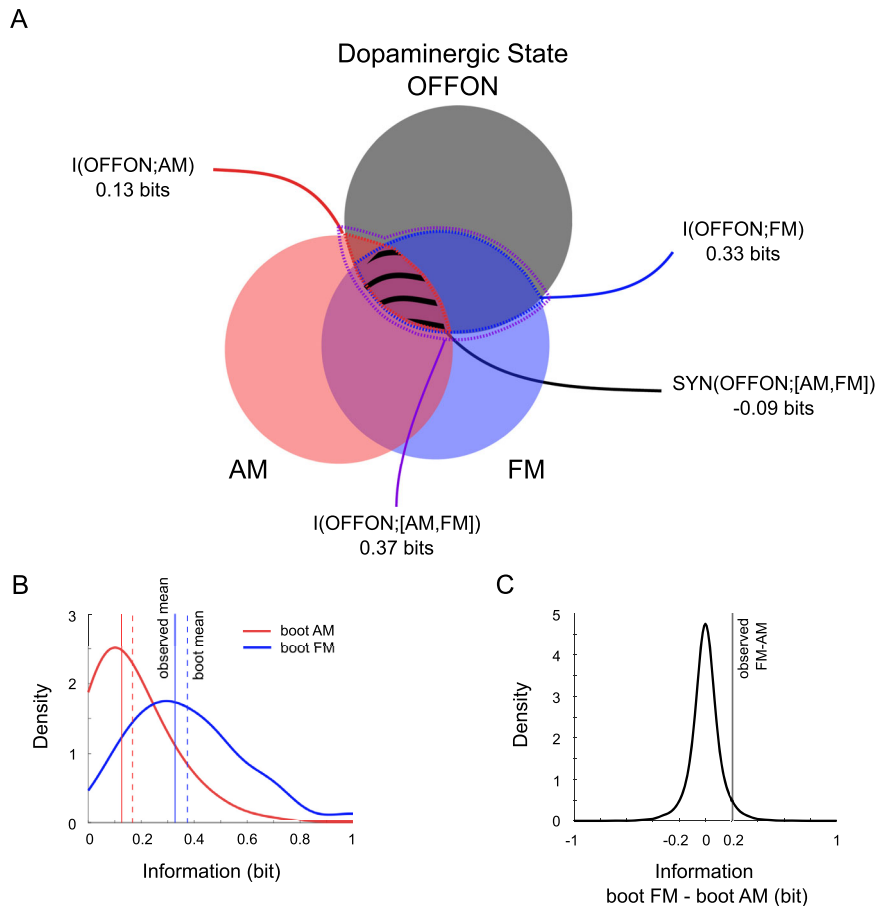 A
Dopaminergic State
OFFON
I(OFFON;AM)
0.13 bits
I(OFFON;FM)
0.33 bits
SYN(OFFON;[AM,FM])
-0.09 bits
AM
FM
I(OFFON;[AM,FM])
0.37 bits
B
3
2
1
0
Density
0
0.2
0.4
0.6
0.8
1
Information (bit)
observed mean
boot mean
boot AM
boot FM
C
5
4
3
2
1
0
Density
observed
FM-AM
-1
-0.2
0
0.2
1
Information
boot FM - boot AM (bit)